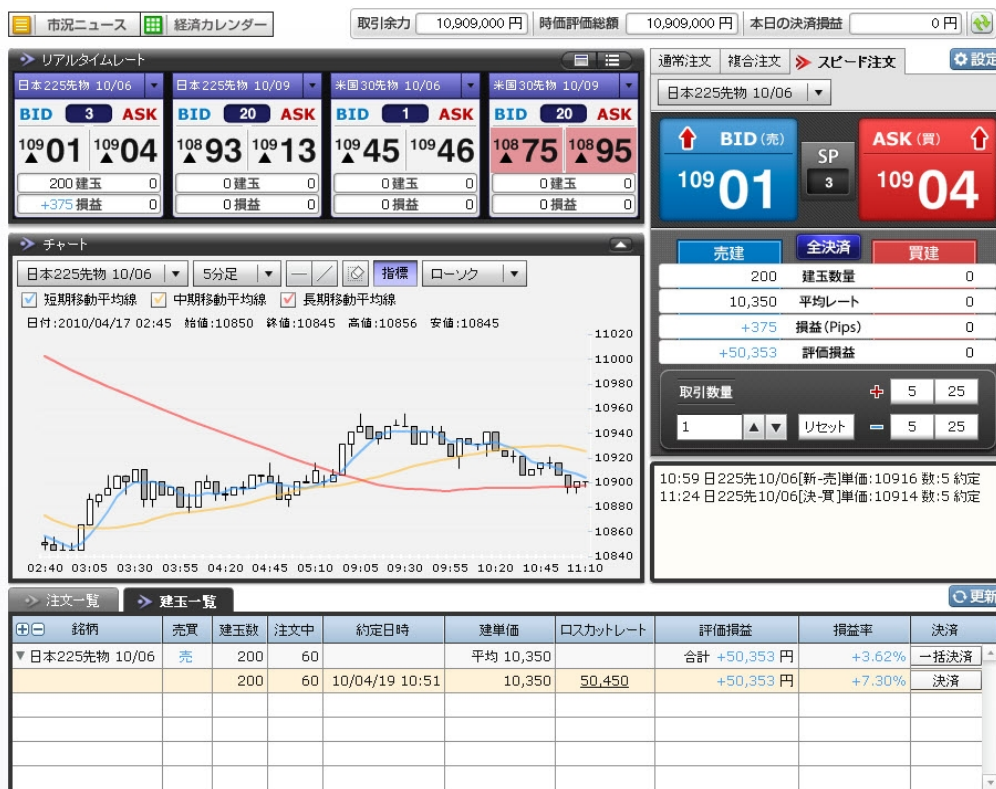 市況ニュース 経済カレンダー 取引余力 10,909,000 円 時価評価総額 10,909,000 円 本日の決済損益 0 円
リアルタイムレート
日本225先物 10/06 日本225先物 10/09 米国30先物 10/06 米国30先物 10/09
BID 3 ASK BID 20 ASK BID 1 ASK BID 20 ASK
109 01 109 04 108 93 109 13 109 45 109 46 108 75 108 95
200 建玉 0 0 建玉 0 0 建玉 0 0 建玉 0
+375 損益 0 0 損益 0 0 損益 0 0 損益 0
通常注文 複合注文 スピード注文 設定
日本225先物 10/06
BID (売) SP ASK (買)
109 01 3 109 04
売建 全決済 買建
200 建玉数量 0
10,350 平均レート 0
+375 損益(Pips) 0
+50,353 評価損益 0
取引数量 5 25
1 リセット 5 25
10:59 日225先10/06[新-売]単価:10916 数:5 約定
11:24 日225先10/06[決-買]単価:10914 数:5 約定
チャート
日本225先物 10/06 5分足 指標 ローソク
短期移動平均線 中期移動平均線 長期移動平均線
日付:2010/04/17 02:45 始値:10850 終値:10845 高値:10856 安値:10845
11020
11000
10980
10960
10940
10920
10900
10880
10860
10840
02:40 03:05 03:30 03:55 04:20 04:45 05:10 09:05 09:30 09:55 10:20 10:45 11:10
注文一覧 建玉一覧 更新
銘柄 売買 建玉数 注文中 約定日時 建単価 ロスカットレート 評価損益 損益率 決済
日本225先物 10/06 売 200 60 平均 10,350 合計 +50,353 円 +3.62% 一括決済
200 60 10/04/19 10:51 10,350 50,450 +50,353 円 +7.30% 決済